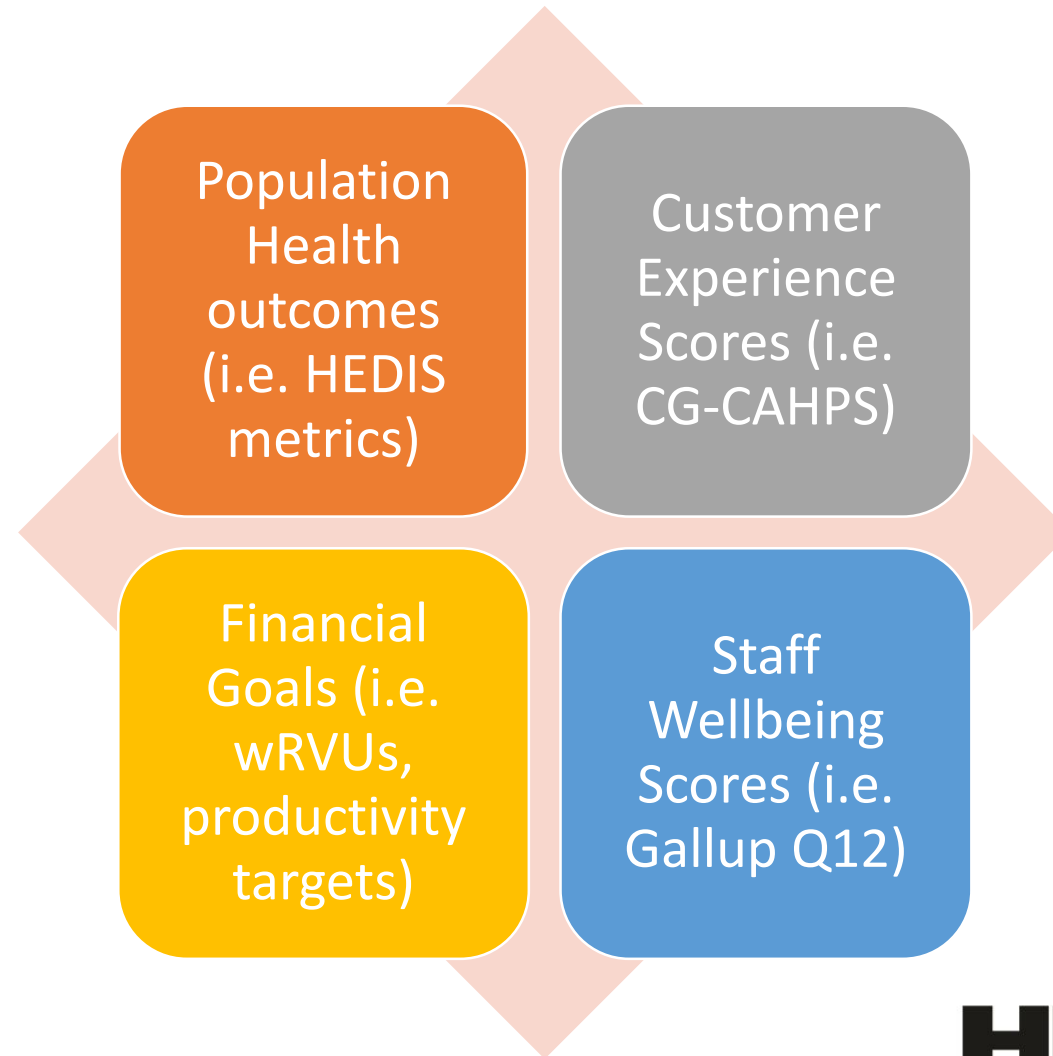 Population
Health
outcomes
(i.e. HEDIS
metrics)
Customer
Experience
Scores (i.e.
CG-CAHPS)
Financial
Goals (i.e.
wRVUs,
productivity
targets)
Staff
Wellbeing
Scores (i.e.
Gallup Q12)
H